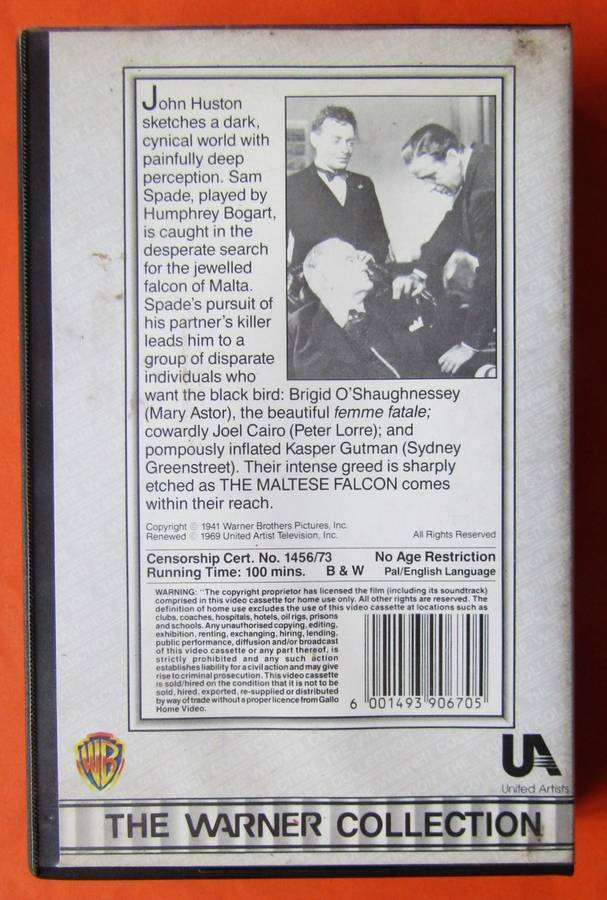 John Huston
sketches a dark,
cynical world with
painfully deep
perception. Sam
Spade, played by
Humphrey Bogart,
is caught in the
desperate search
for the jewelled
falcon of Malta.
Spade's pursuit of
his partner's killer
leads him to a
group of disparate
individuals who
want the black bird: Brigid O'Shaughnessey
(Mary Astor), the beautiful femme fatale;
cowardly Joel Cairo (Peter Lorre); and
pompously inflated Kasper Gutman (Sydney
Greenstreet). Their intense greed is sharply
etched as THE MALTESE FALCON comes
within their reach.
Copyright © 1941 Warner Brothers Pictures, Inc.
Renewed © 1969 United Artist Television, Inc. All Rights Reserved
Censorship Cert. No. 1456/73 No Age Restriction
Running Time: 100 mins. B & W Pal/English Language
WARNING: "The copyright proprietor has licensed the film (including its soundtrack)
comprised in this video cassette for home use only. All other rights are reserved. The
definition of home use excludes the use of this video cassette at locations such as
clubs, coaches, hospitals, hotels, oil rigs, prisons
and schools. Any unauthorised copying, editing,
exhibition, renting, exchanging, hiring, lending,
public performance, diffusion and/or broadcast
of this video cassette or any part thereof, is
strictly prohibited and any such action
establishes liability for a civil action and may give
rise to criminal prosecution. This video cassette
is sold/hired on the condition that it is not to be
sold, hired, exported, re-supplied or distributed
by way of trade without a proper licence from Gallo
Home Video.
6 001493 906705
WB
UA
United Artists
THE WARNER COLLECTION